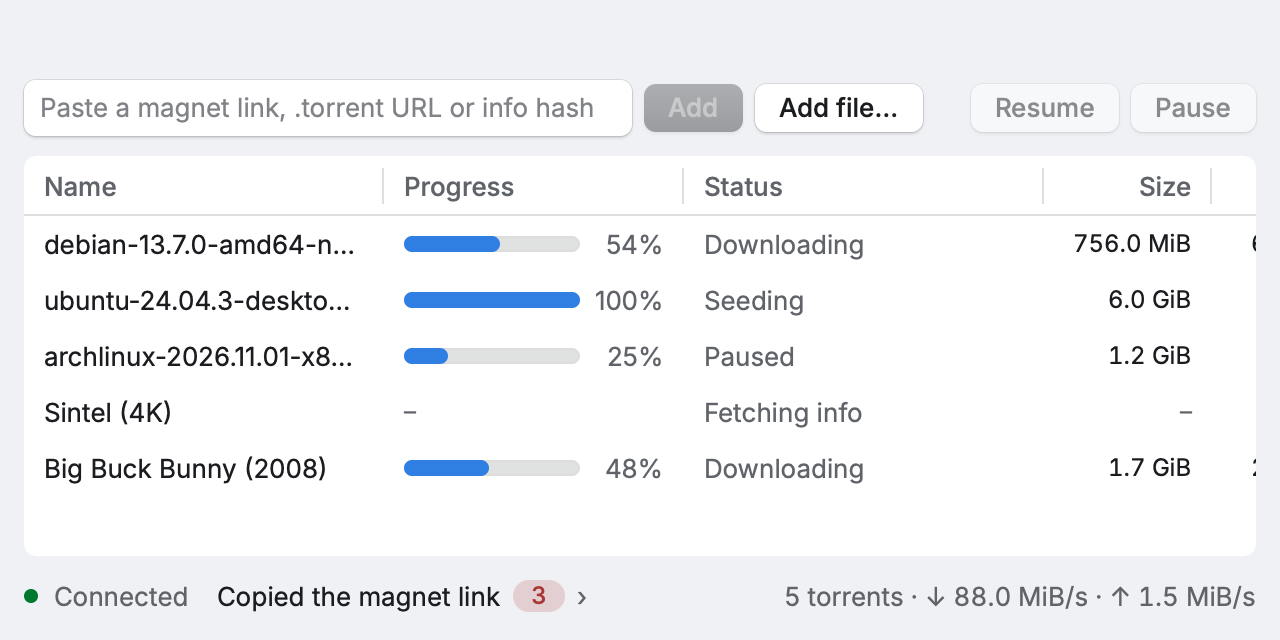 Paste a magnet link, .torrent URL or info hash Add Add file... Resume Pause
Name Progress Status Size
debian-13.7.0-amd64-n... 54% Downloading 756.0 MiB
ubuntu-24.04.3-deskto... 100% Seeding 6.0 GiB
archlinux-2026.11.01-x8... 25% Paused 1.2 GiB
Sintel (4K) – Fetching info –
Big Buck Bunny (2008) 48% Downloading 1.7 GiB
Connected Copied the magnet link 3 › 5 torrents · ↓ 88.0 MiB/s · ↑ 1.5 MiB/s